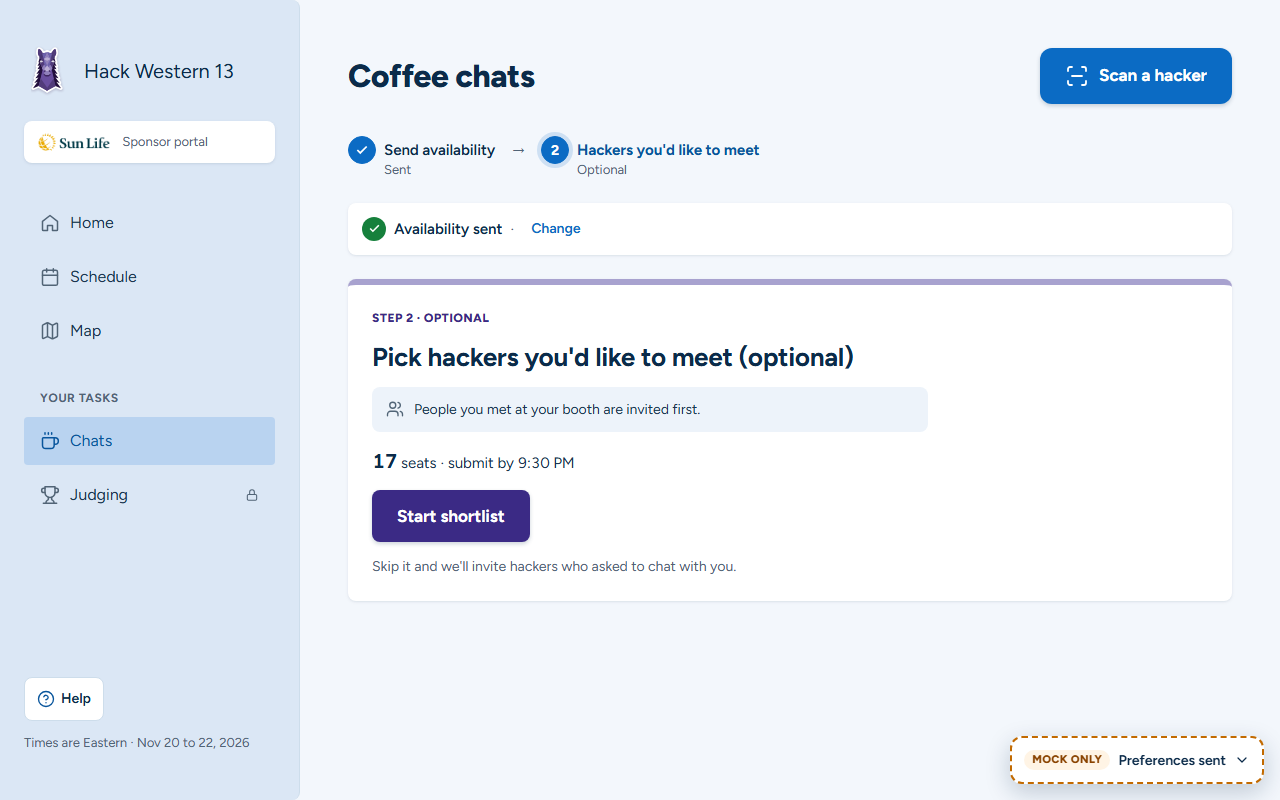 Hack Western 13
Sun Life Sponsor portal
Home
Schedule
Map
YOUR TASKS
Chats
Judging
Help
Times are Eastern · Nov 20 to 22, 2026
Coffee chats
Scan a hacker
Send availability → 2 Hackers you'd like to meet
Sent Optional
Availability sent · Change
STEP 2 · OPTIONAL
Pick hackers you'd like to meet (optional)
People you met at your booth are invited first.
17 seats · submit by 9:30 PM
Start shortlist
Skip it and we'll invite hackers who asked to chat with you.
MOCK ONLY Preferences sent